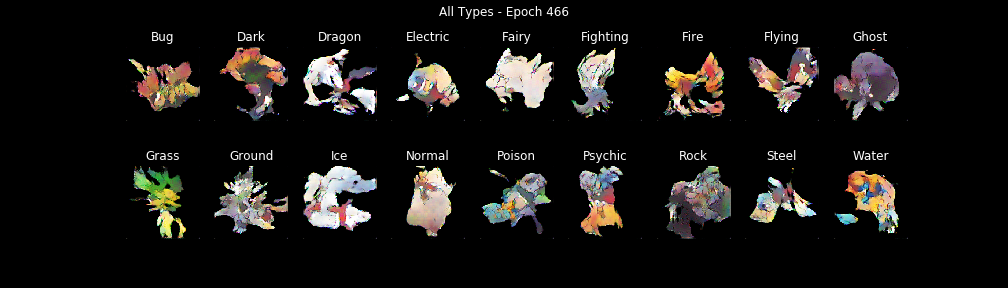 All Types - Epoch 466
Bug Dark Dragon Electric Fairy Fighting Fire Flying Ghost
Grass Ground Ice Normal Poison Psychic Rock Steel Water